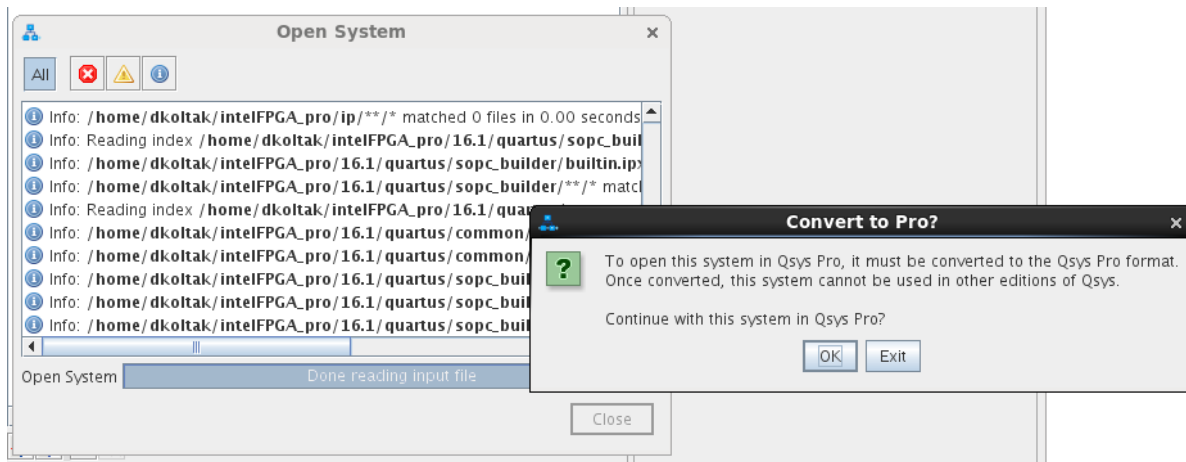 Open System
All
Info: /home/dkoltak/intelFPGA_pro/ip/**/* matched 0 files in 0.00 seconds
Info: Reading index /home/dkoltak/intelFPGA_pro/16.1/quartus/sopc_buil
Info: /home/dkoltak/intelFPGA_pro/16.1/quartus/sopc_builder/builtin.ipx
Info: /home/dkoltak/intelFPGA_pro/16.1/quartus/sopc_builder/**/* matc
Info: Reading index /home/dkoltak/intelFPGA_pro/16.1/quar
Info: /home/dkoltak/intelFPGA_pro/16.1/quartus/common/
Info: /home/dkoltak/intelFPGA_pro/16.1/quartus/common/
Info: /home/dkoltak/intelFPGA_pro/16.1/quartus/sopc_buil
Info: /home/dkoltak/intelFPGA_pro/16.1/quartus/sopc_buil
Info: /home/dkoltak/intelFPGA_pro/16.1/quartus/sopc_buil
Open System Done reading input file
Close
Convert to Pro?
To open this system in Qsys Pro, it must be converted to the Qsys Pro format.
Once converted, this system cannot be used in other editions of Qsys.
Continue with this system in Qsys Pro?
OK Exit